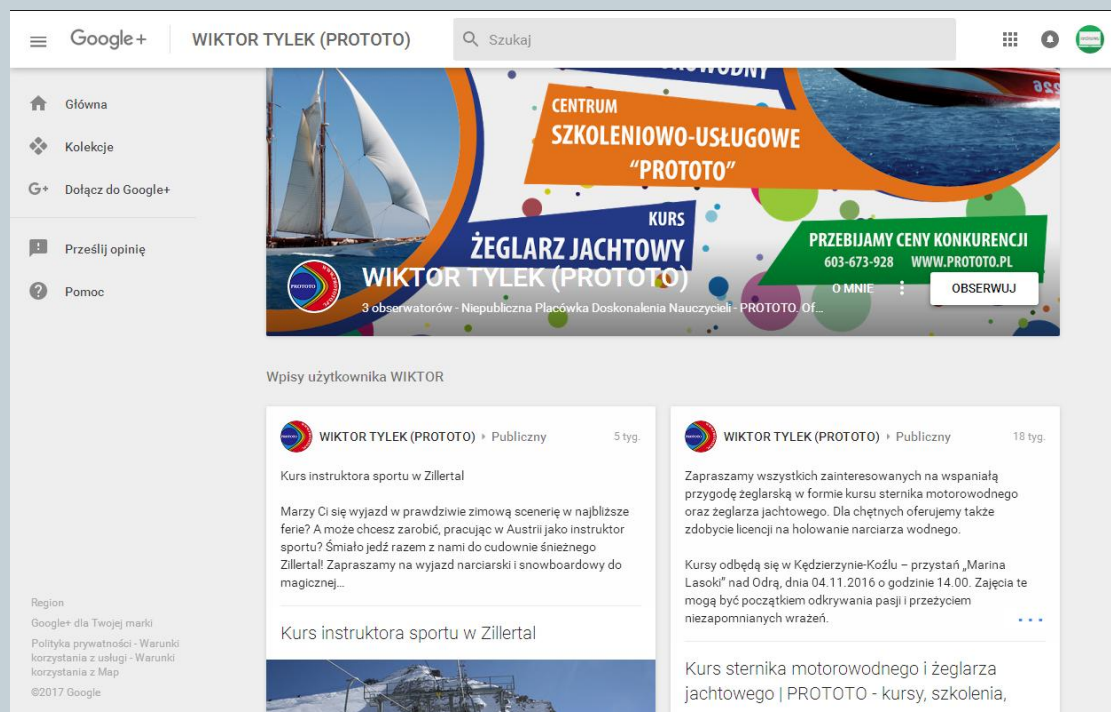 Google+
WIKTOR TYLEK (PROTOTO)
Szukaj
Główna
Kolekcje
Dołącz do Google+
Prześlij opinię
Pomoc
Region
Google+ dla Twojej marki
Polityka prywatności - Warunki
korzystania z usługi - Warunki
korzystania z Map
©2017 Google
CENTRUM
SZKOLENIOWO-USŁUGOWE
"PROTOTO"
KURS
ŻEGLARZ JACHTOWY
PRZEBIJAMY CENY KONKURENCJI
603-673-928 WWW.PROTOTO.PL
PROTOTO
WIKTOR TYLEK (PROTOTO)
3 obserwatorów - Niepubliczna Placówka Doskonalenia Nauczycieli - PROTOTO. Of...
O MNIE
OBSERWUJ
Wpisy użytkownika WIKTOR
WIKTOR TYLEK (PROTOTO) Publiczny 5 tyg.
Kurs instruktora sportu w Zillertal
Marzy Ci się wyjazd w prawdziwie zimową scenerię w najbliższe
ferie? A może chcesz zarobić, pracując w Austrii jako instruktor
sportu? Śmiało jedź razem z nami do cudownie śnieżnego
Zillertal! Zapraszamy na wyjazd narciarski i snowboardowy do
magicznej...
Kurs instruktora sportu w Zillertal
WIKTOR TYLEK (PROTOTO) Publiczny 18 tyg.
Zapraszamy wszystkich zainteresowanych na wspaniałą
przygodę żeglarską w formie kursu sternika motorowodnego
oraz żeglarza jachtowego. Dla chętnych oferujemy także
zdobycie licencji na holowanie narciarza wodnego.
Kursy odbędą się w Kędzierzynie-Koźlu – przystań „Marina
Lasoki” nad Odrą, dnia 04.11.2016 o godzinie 14.00. Zajęcia te
mogą być początkiem odkrywania pasji i przeżyciem
niezapomnianych wrażeń.
Kurs sternika motorowodnego i żeglarza
jachtowego | PROTOTO - kursy, szkolenia,